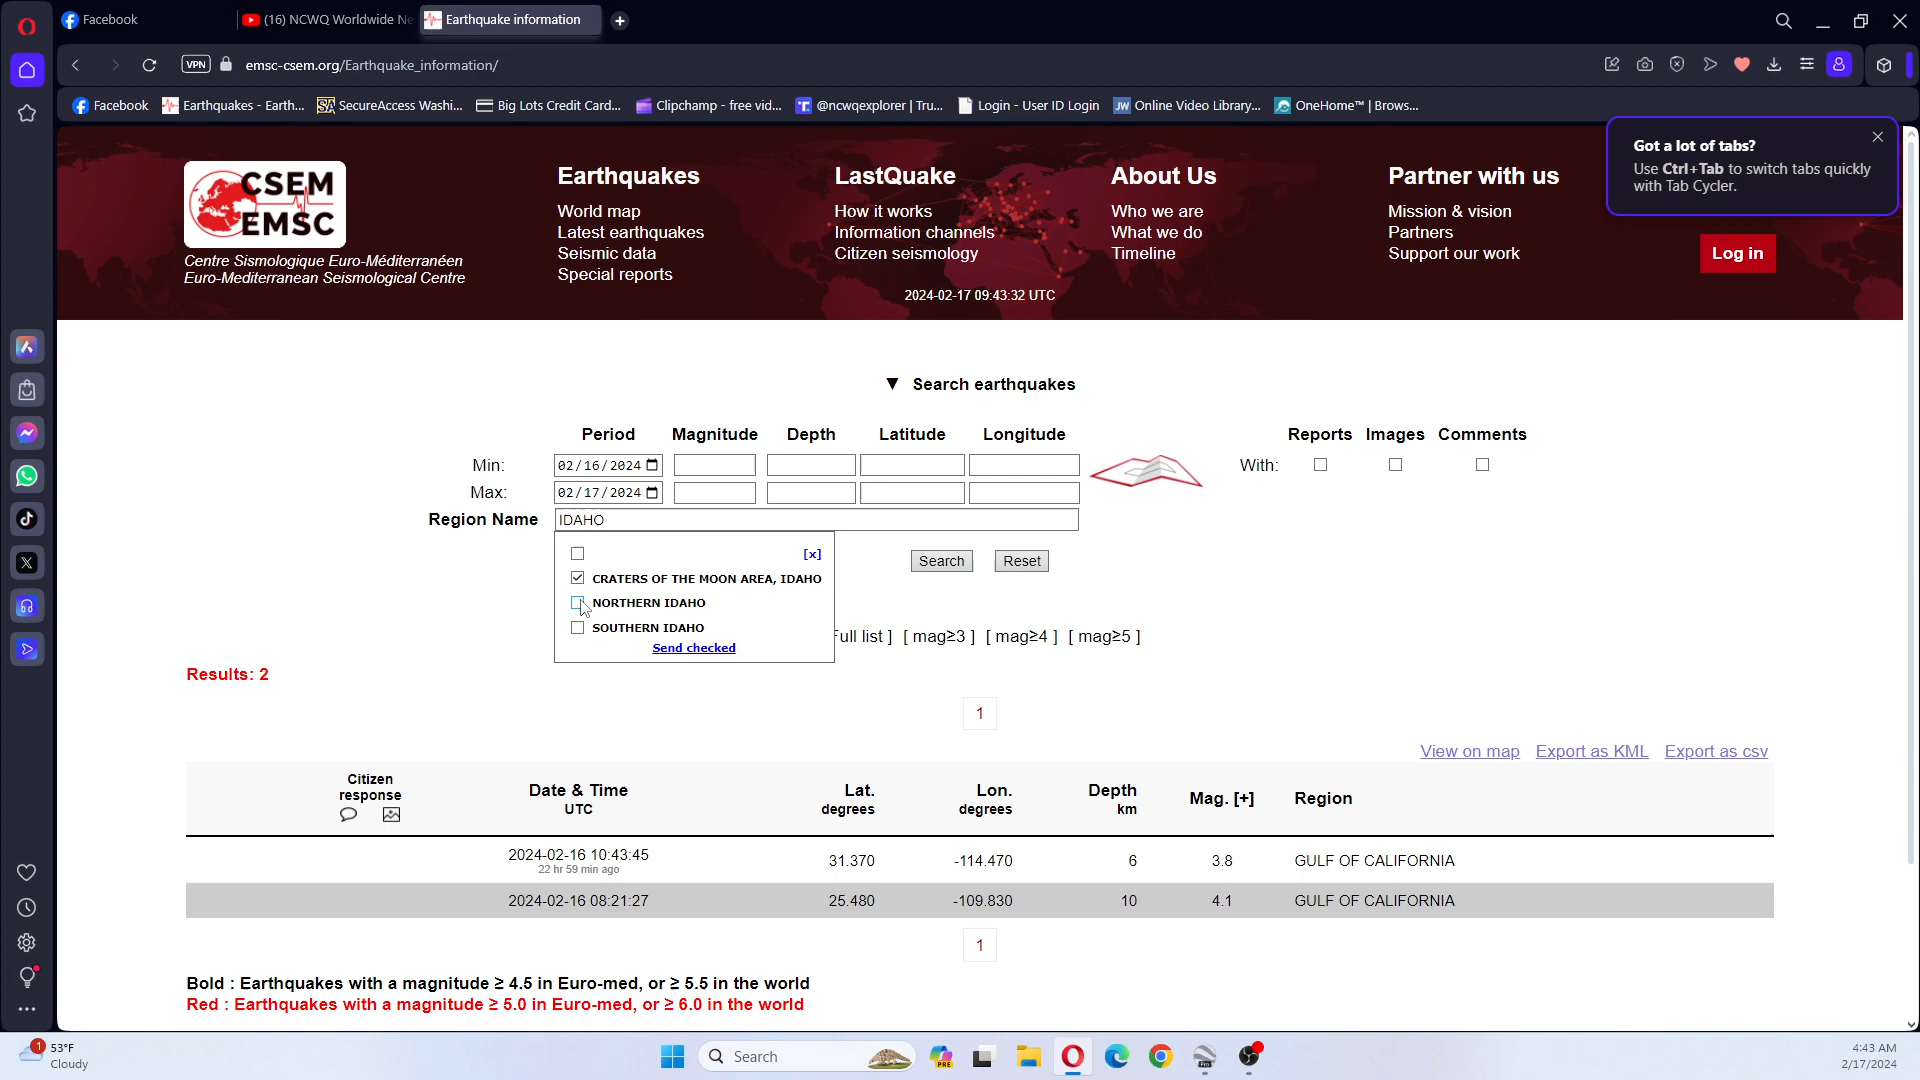 Facebook
(16) NCWQ Worldwide Ne
Earthquake information
VPN
emsc-csem.org/Earthquake_information/
Facebook
Earthquakes - Earth...
SecureAccess Washi...
Big Lots Credit Card...
Clipchamp - free vid...
@ncwqexplorer | Tru...
Login - User ID Login
Online Video Library...
OneHome™ | Brows...
Got a lot of tabs?
Use Ctrl+Tab to switch tabs quickly
with Tab Cycler.
CSEM
EMSC
Centre Sismologique Euro-Méditerranéen
Euro-Mediterranean Seismological Centre
Earthquakes
World map
Latest earthquakes
Seismic data
Special reports
LastQuake
How it works
Information channels
Citizen seismology
About Us
Who we are
What we do
Timeline
Partner with us
Mission & vision
Partners
Support our work
Log in
2024-02-17 09:43:32 UTC
▼ Search earthquakes
Period Magnitude Depth Latitude Longitude Reports Images Comments
Min: 02/16/2024 With:
Max: 02/17/2024
Region Name IDAHO
[x]
CRATERS OF THE MOON AREA, IDAHO
NORTHERN IDAHO
SOUTHERN IDAHO
Send checked
Search Reset
Full list ] [ mag≥3 ] [ mag≥4 ] [ mag≥5 ]
Results: 2
1
View on map Export as KML Export as csv
Citizen
response
Date & Time
UTC
Lat.
degrees
Lon.
degrees
Depth
km
Mag. [+]
Region
2024-02-16 10:43:45 31.370 -114.470 6 3.8 GULF OF CALIFORNIA
22 hr 59 min ago
2024-02-16 08:21:27 25.480 -109.830 10 4.1 GULF OF CALIFORNIA
1
Bold : Earthquakes with a magnitude ≥ 4.5 in Euro-med, or ≥ 5.5 in the world
Red : Earthquakes with a magnitude ≥ 5.0 in Euro-med, or ≥ 6.0 in the world
1
53°F
Cloudy
Search
PRE
4:43 AM
2/17/2024